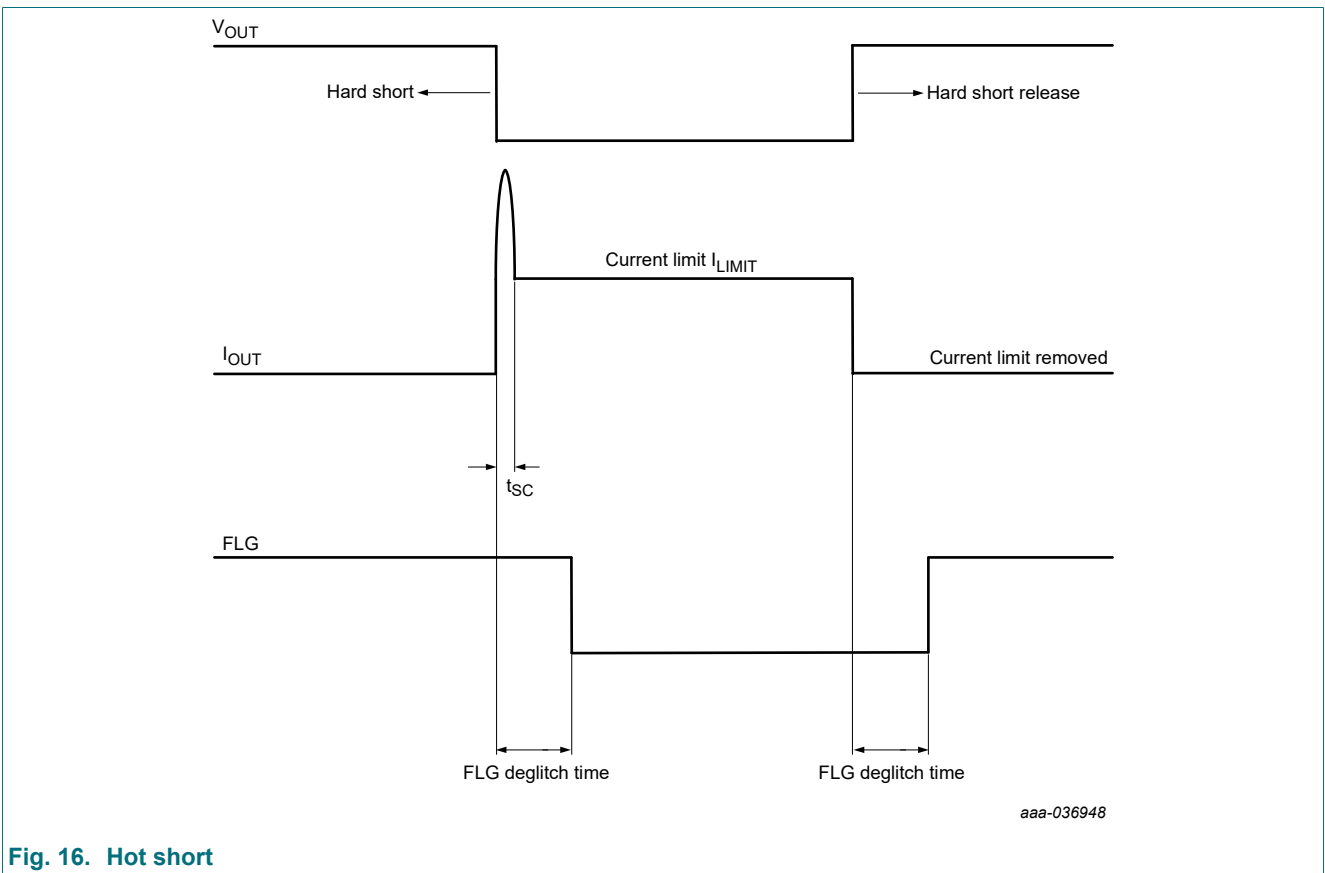 VOUT
Hard short
Hard short release
Current limit ILIMIT
IOUT
Current limit removed
tSC
FLG
FLG deglitch time
FLG deglitch time
aaa-036948
Fig. 16. Hot short